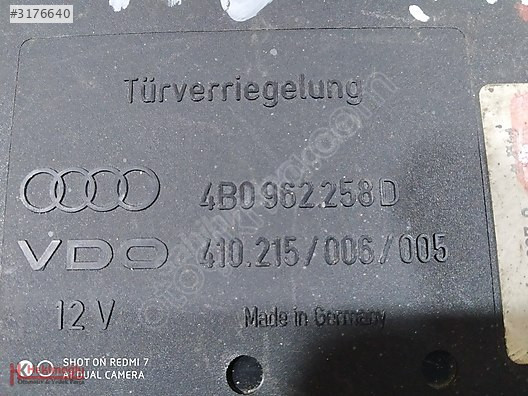 #3176640
Türverriegelung
4B0 962 258 D
VDO 410.215/006/005
12 V Made in Germany
SHOT ON REDMI 7
AI DUAL CAMERA